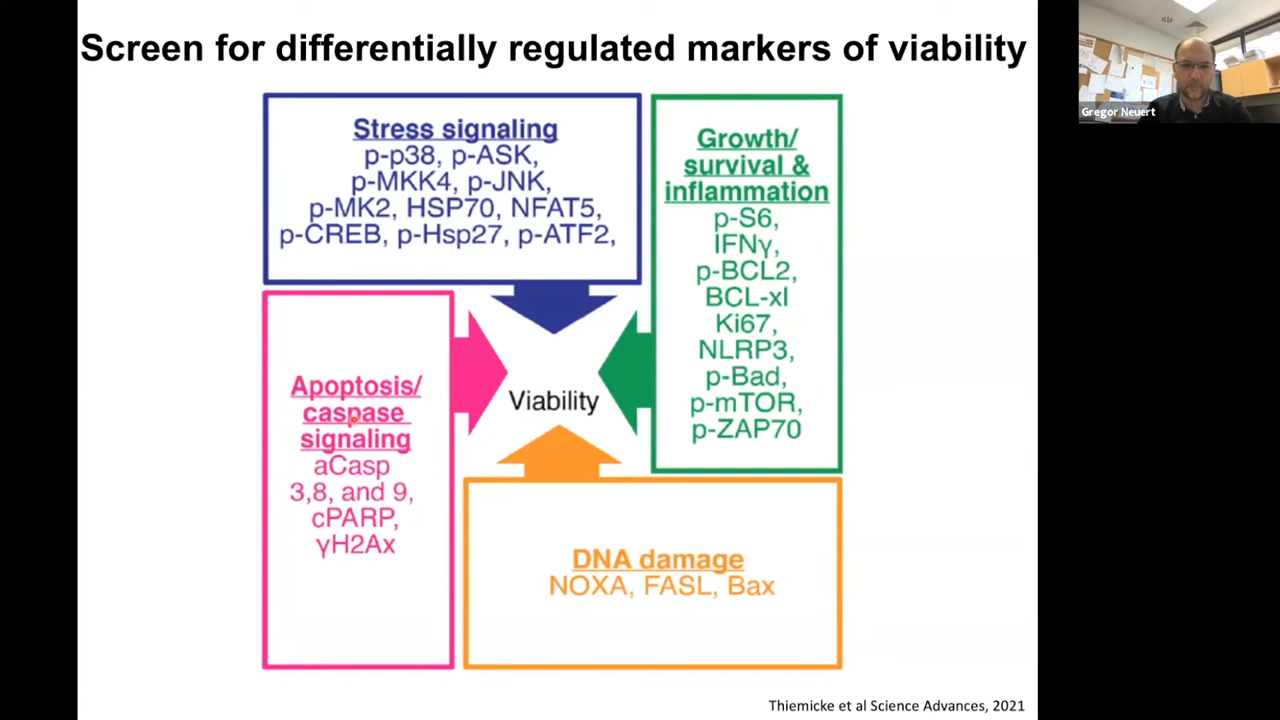 Screen for differentially regulated markers of viability
Gregor Neuert
Stress signaling
p-p38, p-ASK,
p-MKK4, p-JNK,
p-MK2, HSP70, NFAT5,
p-CREB, p-Hsp27, p-ATF2,
Growth/
survival &
inflammation
p-S6,
IFNγ,
p-BCL2,
BCL-xl
Ki67,
NLRP3,
p-Bad,
p-mTOR,
p-ZAP70
Apoptosis/
caspase
signaling
aCasp
3,8, and 9,
cPARP,
γH2Ax
Viability
DNA damage
NOXA, FASL, Bax
Thiemicke et al Science Advances, 2021